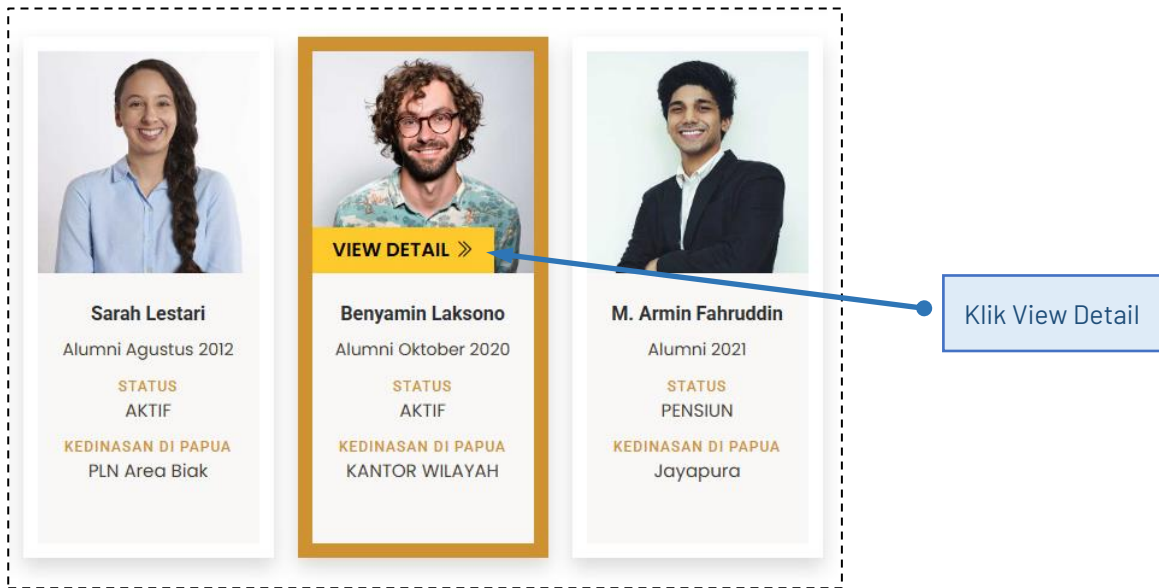 VIEW DETAIL
Sarah Lestari
Alumni Agustus 2012
STATUS
AKTIF
KEDINASAN DI PAPUA
PLN Area Biak
Benyamin Laksono
Alumni Oktober 2020
STATUS
AKTIF
KEDINASAN DI PAPUA
KANTOR WILAYAH
M. Armin Fahruddin
Alumni 2021
STATUS
PENSIUN
KEDINASAN DI PAPUA
Jayapura
Klik View Detail